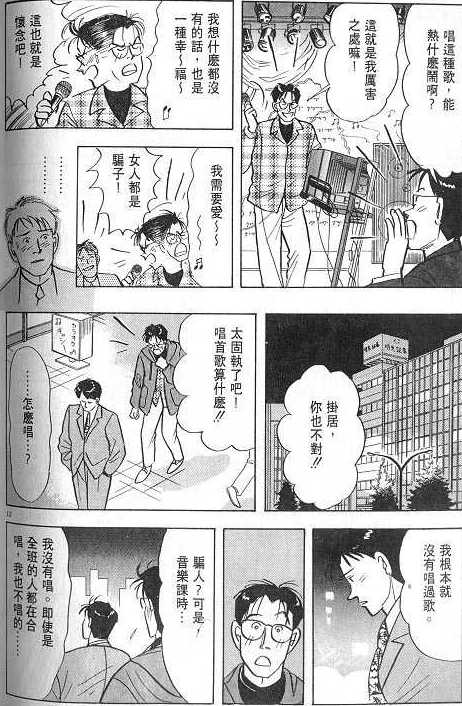 唱這種歌，能
熱什麼鬧啊？
這就是我厲害
之處嘛！
我想什麼都沒
有的話，也是
一種幸～福～
這也就是
懷念吧！
我需要愛～
女人都是
騙子！
…………
…………
掛居，
你也不對!!
太固執了吧！
唱首歌算什麼!!
……怎麼唱…？
カラオケ
我根本就
沒有唱過歌。
騙人？可是，
音樂課時…
我沒有唱。即使是
全班的人都在合
唱，我也不唱的……
12